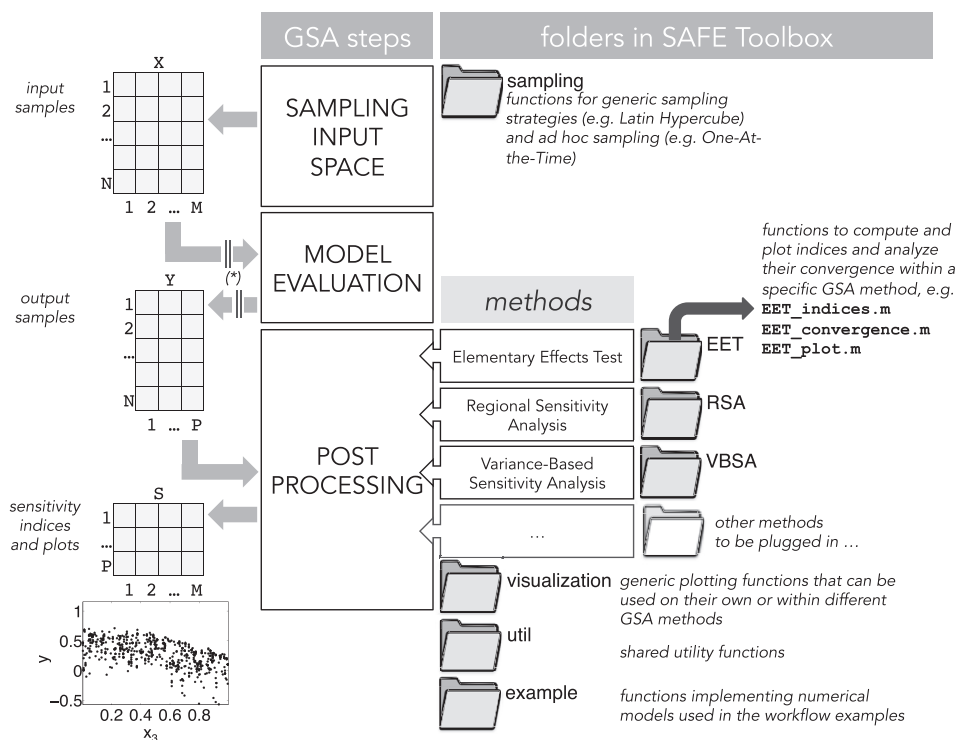 GSA steps
folders in SAFE Toolbox
X
input
samples
1
2
...
N
1 2 ... M
SAMPLING
INPUT
SPACE
sampling
functions for generic sampling
strategies (e.g. Latin Hypercube)
and ad hoc sampling (e.g. One-At-
the-Time)
(*)
MODEL
EVALUATION
Y
output
samples
1
2
...
N
1 ... P
methods
functions to compute and
plot indices and analyze
their convergence within a
specific GSA method, e.g.
EET_indices.m
EET_convergence.m
EET_plot.m
POST
PROCESSING
Elementary Effects Test
EET
Regional Sensitivity
Analysis
RSA
Variance-Based
Sensitivity Analysis
VBSA
...
other methods
to be plugged in ...
S
sensitivity
indices
and plots
1
...
P
1 2 ... M
visualization
generic plotting functions that can be
used on their own or within different
GSA methods
util
shared utility functions
example
functions implementing numerical
models used in the workflow examples
1
0.5
0
−0.5
y
0.2 0.4 0.6 0.8
x3